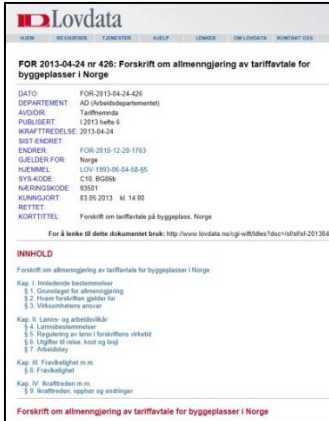 Lovdata
HJEM RESSURSER TJENESTER HJELP LENKER OM LOVDATA KONTAKT OSS
FOR 2013-04-24 nr 426: Forskrift om allmenngjøring av tariffavtale for
byggeplasser i Norge
DATO: FOR-2013-04-24-426
DEPARTEMENT: AD (Arbeidsdepartementet)
AVD/DIR: Tariffnemnda
PUBLISERT: I 2013 hefte 6
IKRAFTTREDELSE: 2013-04-24
SIST-ENDRET:
ENDRER: FOR-2010-12-20-1763
GJELDER FOR: Norge
HJEMMEL: LOV-1993-06-04-58-§5
SYS-KODE: C10, BG06b
NÆRINGSKODE: 93501
KUNNGJORT: 03.05.2013 kl. 14.00
RETTET:
KORTTITTEL: Forskrift om tariffavtale på byggeplass, Norge
For å lenke til dette dokumentet bruk: http://www.lovdata.no/cgi-wift/ldles?doc=/sf/sf/sf-201304
INNHOLD
Forskrift om allmenngjøring av tariffavtale for byggeplasser i Norge
Kap. I. Innledende bestemmelser
§ 1. Grunnlaget for allmenngjøring
§ 2. Hvem forskriften gjelder for
§ 3. Virksomhetens ansvar
Kap. II. Lønns- og arbeidsvilkår
§ 4. Lønnsbestemmelser
§ 5. Regulering av lønn i forskriftens virketid
§ 6. Utgifter til reise, kost og losji
§ 7. Arbeidstøy
Kap. III. Fravikelighet m.m.
§ 8. Fravikelighet
Kap. IV. Ikrafttreden m.m.
§ 9. Ikrafttreden, opphør og endringer
Forskrift om allmenngjøring av tariffavtale for byggeplasser i Norge